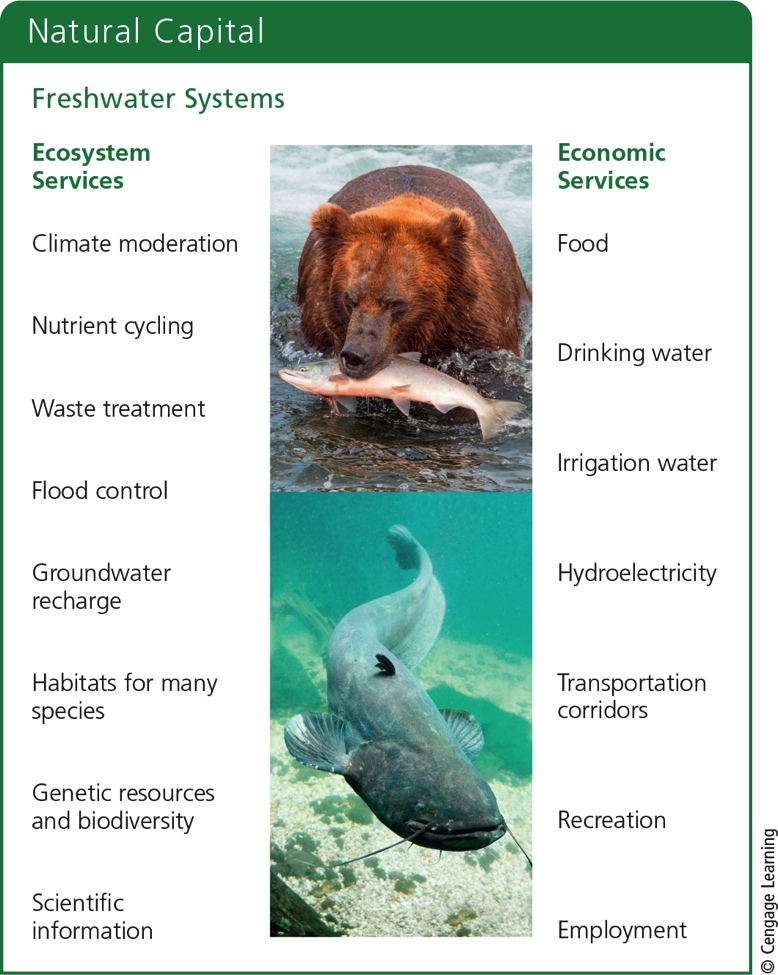 Natural Capital
Freshwater Systems
Ecosystem
Services
Climate moderation
Nutrient cycling
Waste treatment
Flood control
Groundwater
recharge
Habitats for many
species
Genetic resources
and biodiversity
Scientific
information
Economic
Services
Food
Drinking water
Irrigation water
Hydroelectricity
Transportation
corridors
Recreation
Employment
© Cengage Learning